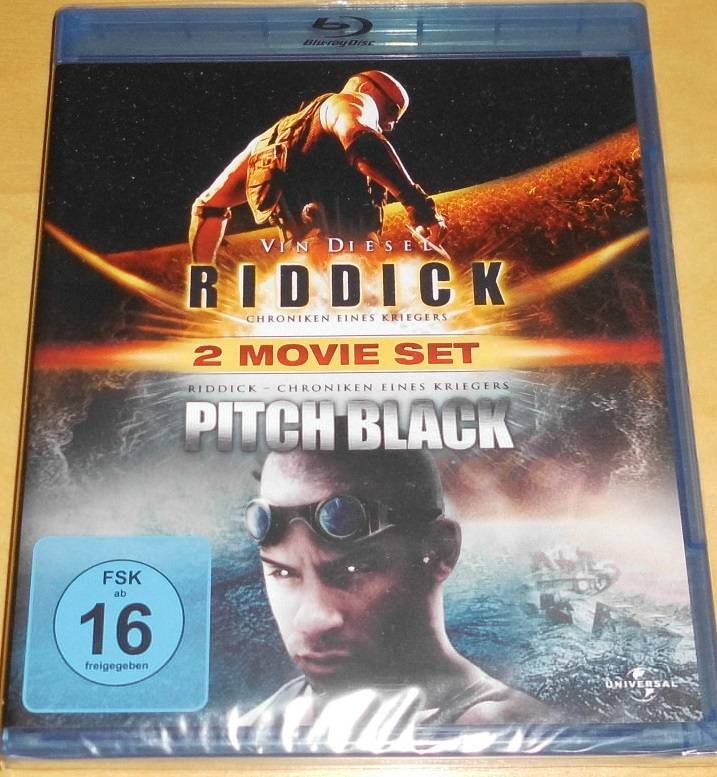 Blu-ray Disc
VIN DIESEL
RIDDICK
CHRONIKEN EINES KRIEGERS
2 MOVIE SET
RIDDICK – CHRONIKEN EINES KRIEGERS
PITCH BLACK
FSK
ab
16
freigegeben
UNIVERSAL